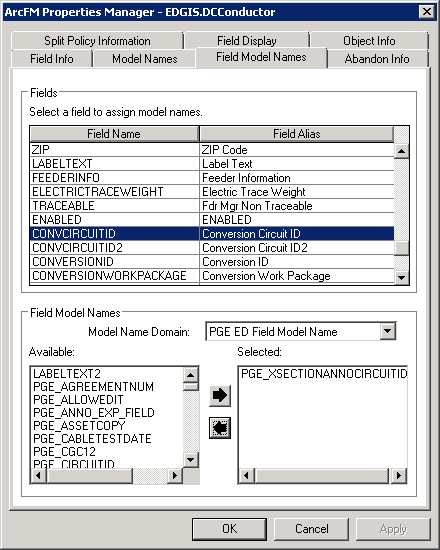 ArcFM Properties Manager - EDGIS.DCConductor
Split Policy Information Field Display Object Info
Field Info Model Names Field Model Names Abandon Info
Fields
Select a field to assign model names.
Field Name Field Alias
ZIP ZIP Code
LABELTEXT Label Text
FEEDERINFO Feeder Information
ELECTRICTRACEWEIGHT Electric Trace Weight
TRACEABLE Fdr Mgr Non Traceable
ENABLED ENABLED
CONVCIRCUITID Conversion Circuit ID
CONVCIRCUITID2 Conversion Circuit ID2
CONVERSIONID Conversion ID
CONVERSIONWORKPACKAGE Conversion Work Package
Field Model Names
Model Name Domain: PGE ED Field Model Name
Available: Selected:
LABELTEXT2 PGE_XSECTIONANNOCIRCUITID
PGE_AGREEMENTNUM
PGE_ALLOWEDIT
PGE_ANNO_EXP_FIELD
PGE_ASSETCOPY
PGE_CABLETESTDATE
PGE_CGC12
PGE_CIRCUITID
OK Cancel Apply